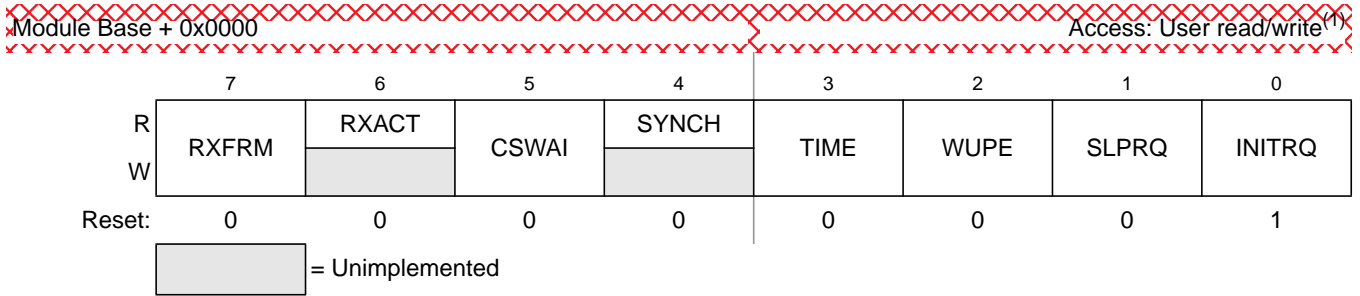 Module Base + 0x0000 Access: User read/write(1)
7 6 5 4 3 2 1 0
R RXFRM RXACT CSWAI SYNCH TIME WUPE SLPRQ INITRQ
W
Reset: 0 0 0 0 0 0 0 1
= Unimplemented